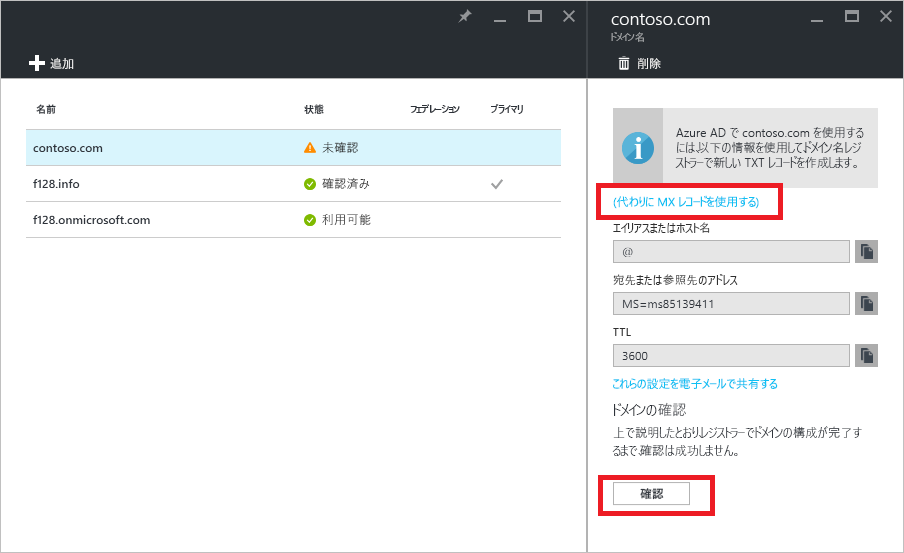 追加
名前 状態 フェデレーション プライマリ
contoso.com 未確認
f128.info 確認済み
f128.onmicrosoft.com 利用可能
contoso.com
ドメイン名
削除
Azure AD で contoso.com を使用する
には、以下の情報を使用してドメイン名レジ
ストラーで新しい TXT レコードを作成します。
(代わりに MX レコードを使用する)
エイリアスまたはホスト名
@
宛先または参照先のアドレス
MS=ms85139411
TTL
3600
これらの設定を電子メールで共有する
ドメインの確認
上で説明したとおりレジストラーでドメインの構成が完了す
るまで、確認は成功しません。
確認